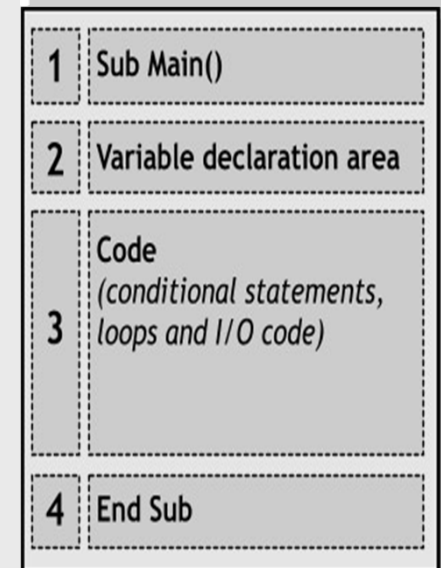 1 Sub Main()
2 Variable declaration area
3 Code
(conditional statements,
loops and I/O code)
4 End Sub